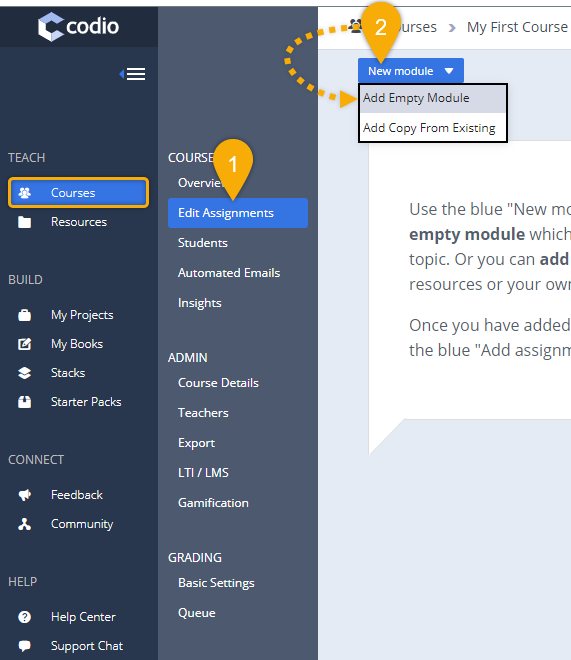 codio
2
Courses > My First Course
New module
Add Empty Module
Add Copy From Existing
TEACH
Courses
Resources
BUILD
My Projects
My Books
Stacks
Starter Packs
CONNECT
Feedback
Community
HELP
Help Center
Support Chat
COURSE
1
Overview
Edit Assignments
Students
Automated Emails
Insights
ADMIN
Course Details
Teachers
Export
LTI / LMS
Gamification
GRADING
Basic Settings
Queue
Use the blue "New mo
empty module which
topic. Or you can add
resources or your own
Once you have added
the blue "Add assignm